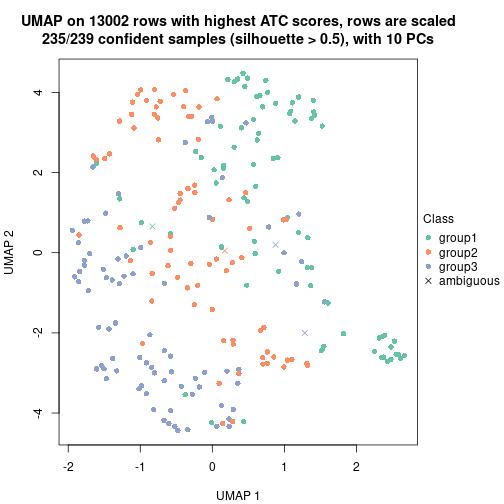 UMAP on 13002 rows with highest ATC scores, rows are scaled
235/239 confident samples (silhouette > 0.5), with 10 PCs
4
2
0
-2
-4
UMAP 2
-2
-1
0
1
2
UMAP 1
Class
group1
group2
group3
ambiguous